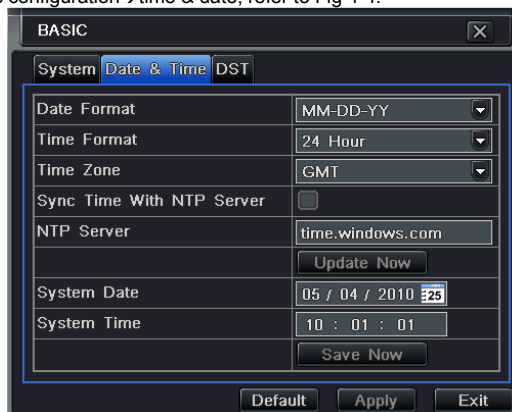 configuration→time & date, refer to Fig 4-4.
BASIC
System Date & Time DST
Date Format MM-DD-YY
Time Format 24 Hour
Time Zone GMT
Sync Time With NTP Server
NTP Server time.windows.com
Update Now
System Date 05 / 04 / 2010 25
System Time 10 : 01 : 01
Save Now
Default Apply Exit